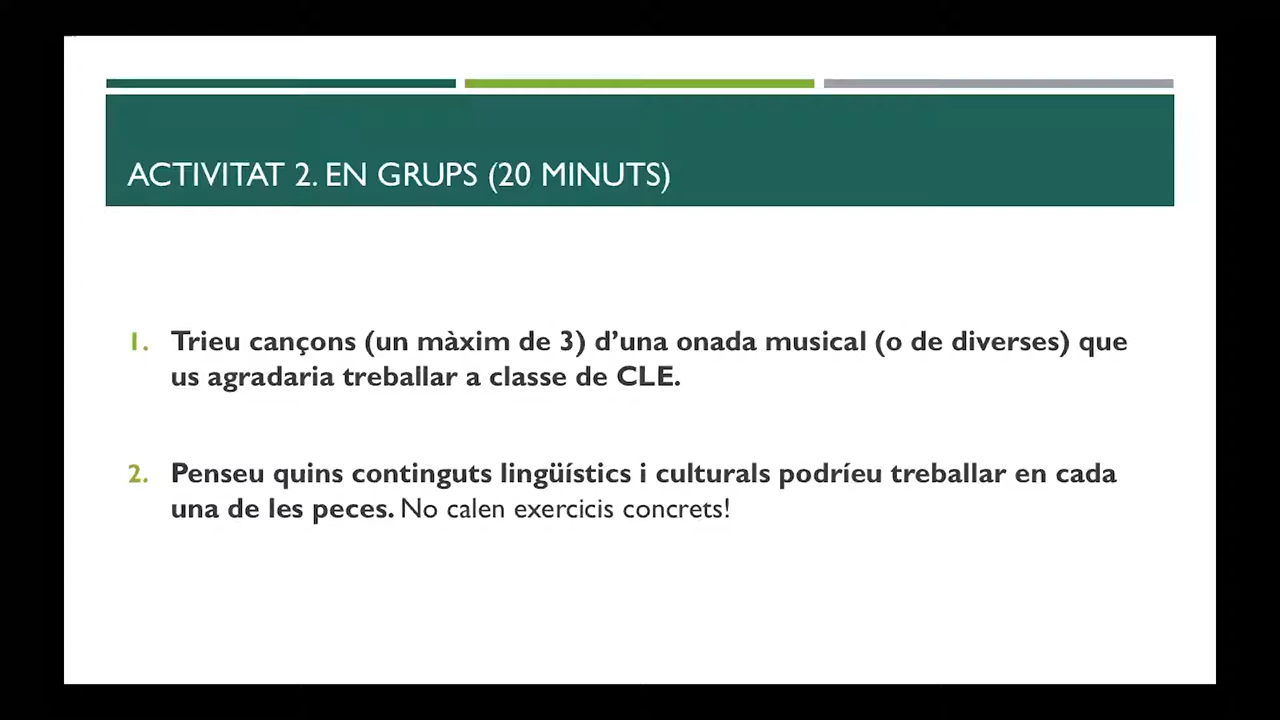 ACTIVITAT 2. EN GRUPS (20 MINUTS)
1. Trieu cançons (un màxim de 3) d’una onada musical (o de diverses) que
us agradaria treballar a classe de CLE.
2. Penseu quins continguts lingüístics i culturals podríeu treballar en cada
una de les peces. No calen exercicis concrets!